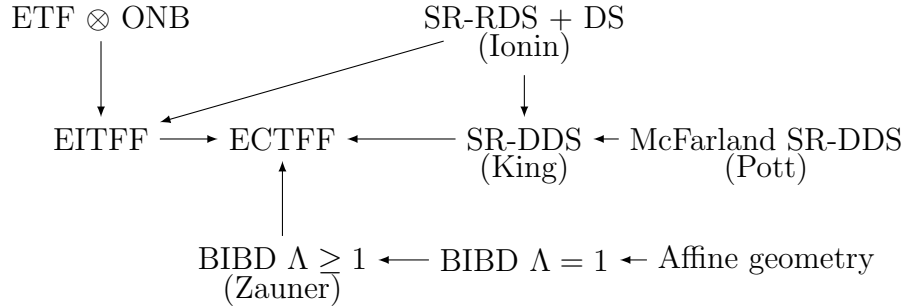 ETF ⊗ ONB
SR-RDS + DS
(Ionin)
EITFF
ECTFF
SR-DDS
(King)
McFarland SR-DDS
(Pott)
BIBD Λ ≥ 1
(Zauner)
BIBD Λ = 1
Affine geometry